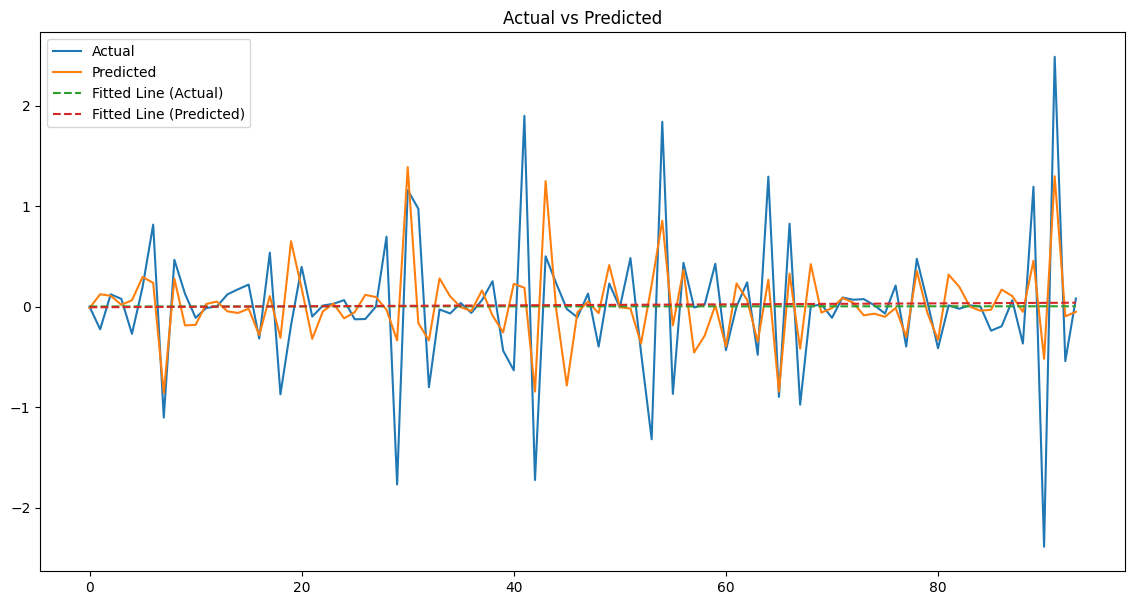 Actual vs Predicted
Actual
Predicted
Fitted Line (Actual)
Fitted Line (Predicted)
2
1
0
−1
−2
0
20
40
60
80